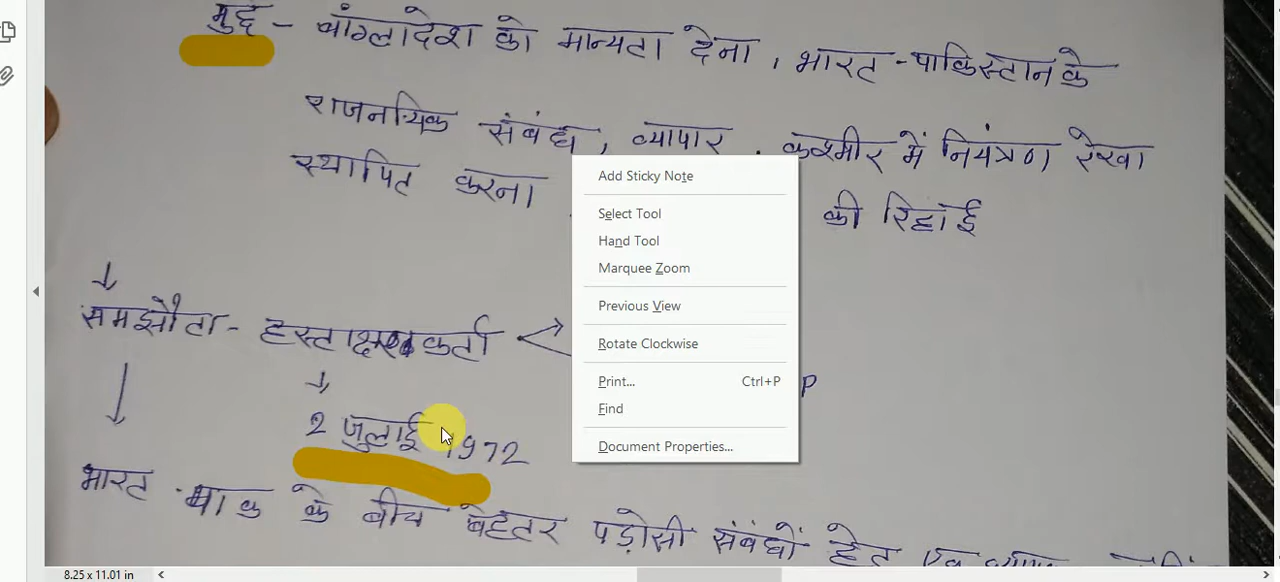 मुद्दे - बांग्लादेश को मान्यता देना, भारत-पाकिस्तान के
राजनयिक संबंध, व्यापार, कश्मीर में नियंत्रण रेखा
स्थापित करना
की रिहाई
Add Sticky Note
Select Tool
Hand Tool
Marquee Zoom
Previous View
Rotate Clockwise
Print... Ctrl+P
Find
Document Properties...
↓
समझौता - हस्ताक्षरकर्ता
P
↓ ↓
2 जुलाई 1972
भारत पाक के बीच बेहतर पड़ोसी संबंधों हेतु एक
8.25 x 11.01 in